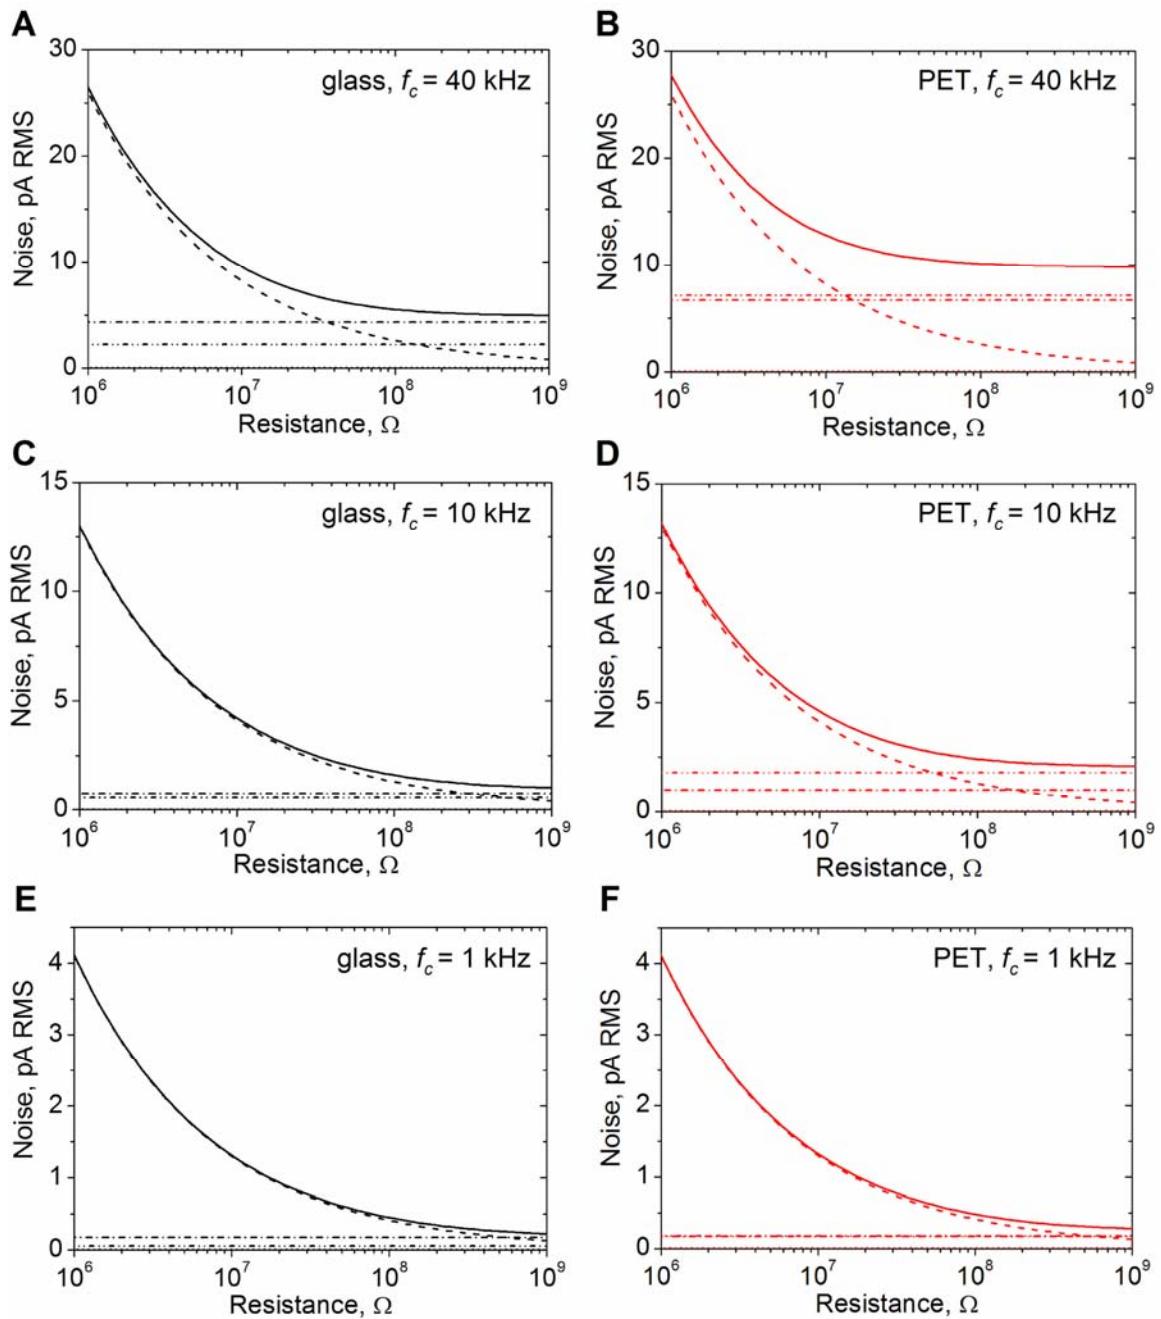 A
glass, fc = 40 kHz
Noise, pA RMS
30
20
10
0
10^6 10^7 10^8 10^9
Resistance, Ω
B
PET, fc = 40 kHz
Noise, pA RMS
30
20
10
0
10^6 10^7 10^8 10^9
Resistance, Ω
C
glass, fc = 10 kHz
Noise, pA RMS
15
10
5
0
10^6 10^7 10^8 10^9
Resistance, Ω
D
PET, fc = 10 kHz
Noise, pA RMS
15
10
5
0
10^6 10^7 10^8 10^9
Resistance, Ω
E
glass, fc = 1 kHz
Noise, pA RMS
4
3
2
1
0
10^6 10^7 10^8 10^9
Resistance, Ω
F
PET, fc = 1 kHz
Noise, pA RMS
4
3
2
1
0
10^6 10^7 10^8 10^9
Resistance, Ω